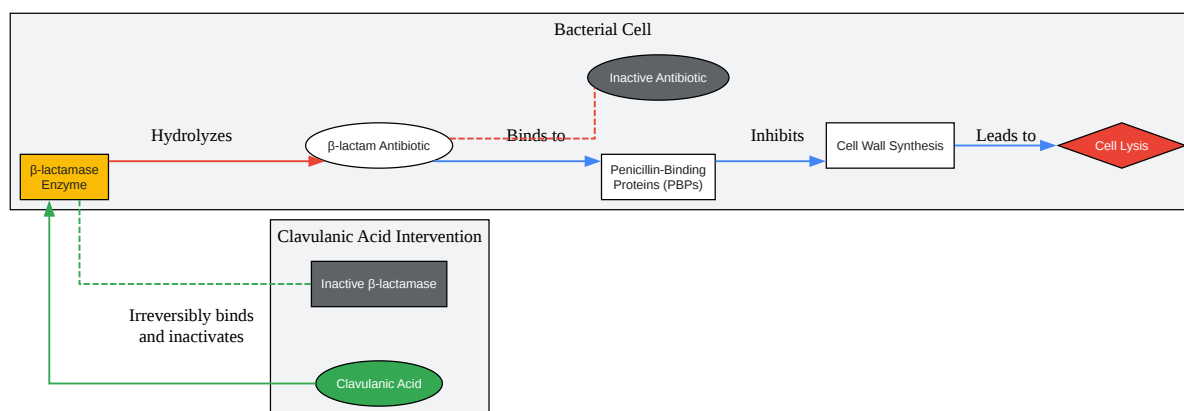 Bacterial Cell
Inactive Antibiotic
Hydrolyzes
β-lactam Antibiotic
Binds to
Inhibits
Cell Wall Synthesis
Leads to
Cell Lysis
β-lactamase
Enzyme
Penicillin-Binding
Proteins (PBPs)
Clavulanic Acid Intervention
Inactive β-lactamase
Irreversibly binds
and inactivates
Clavulanic Acid